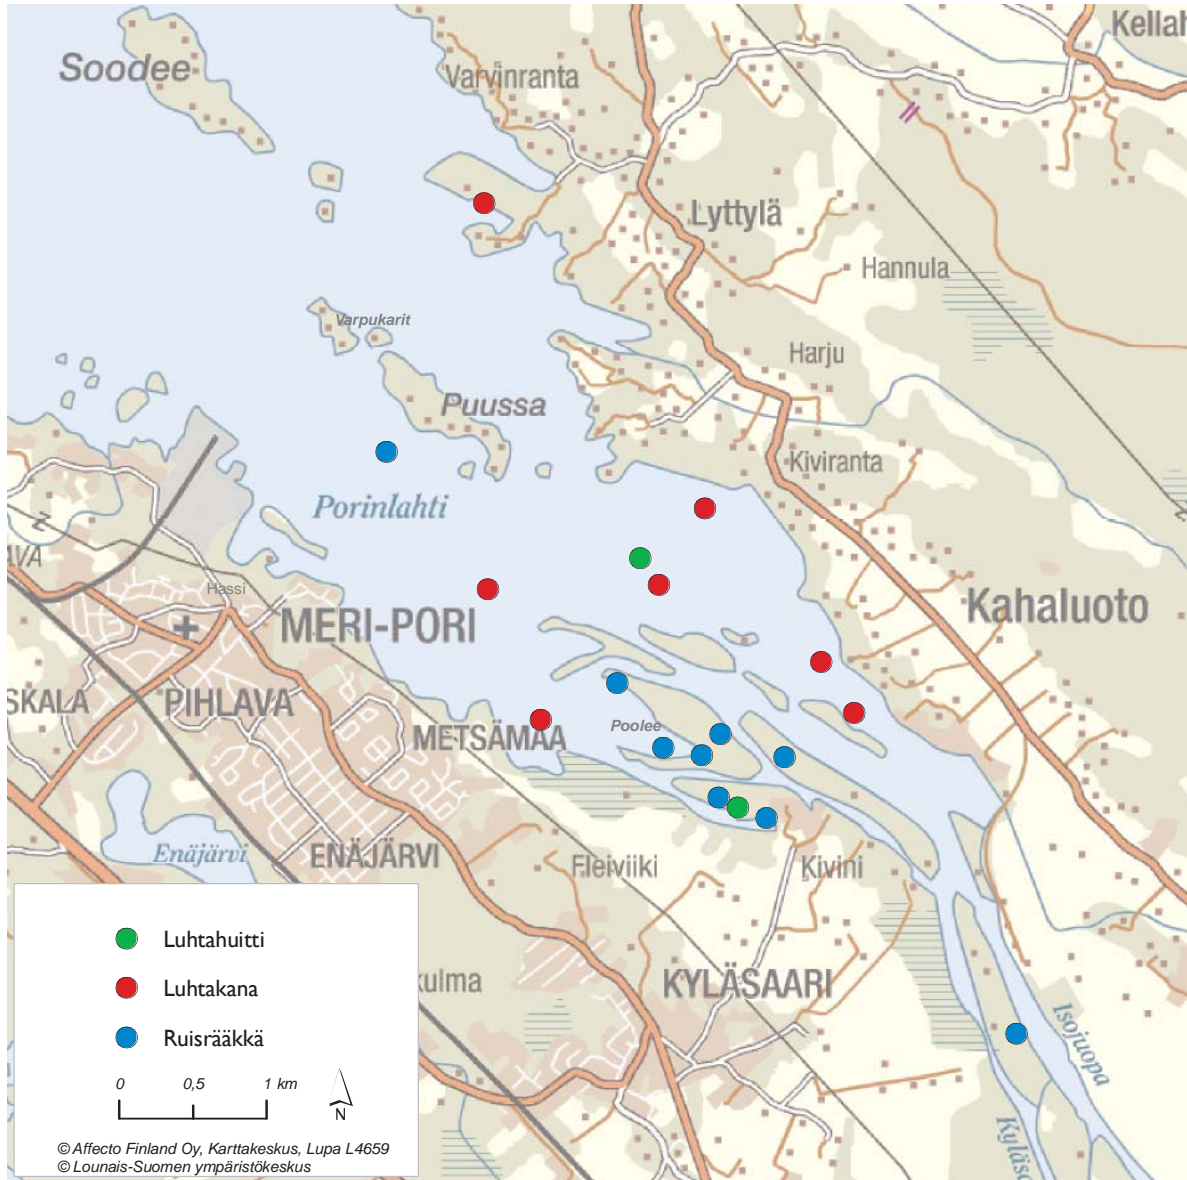 Kellah
Soodee
Varvinranta
Lyttylä
Hannula
Varpukarit
Harju
Puussa
Kiviranta
Porinlahti
AVA
Hassi
MERI-PORI
Kahaluoto
SKALA
PIHLAVA
METSÄMAA
Poolee
Enäjärvi
ENÄJÄRVI
Fleiviiki
Kivini
Luhtahuitti
Luhtakana
Ruisrääkkä
kulma
KYLÄSAARI
Isojuopa
Kyläsa
0 0,5 1 km
N
© Affecto Finland Oy, Karttakeskus, Lupa L4659
© Lounais-Suomen ympäristökeskus